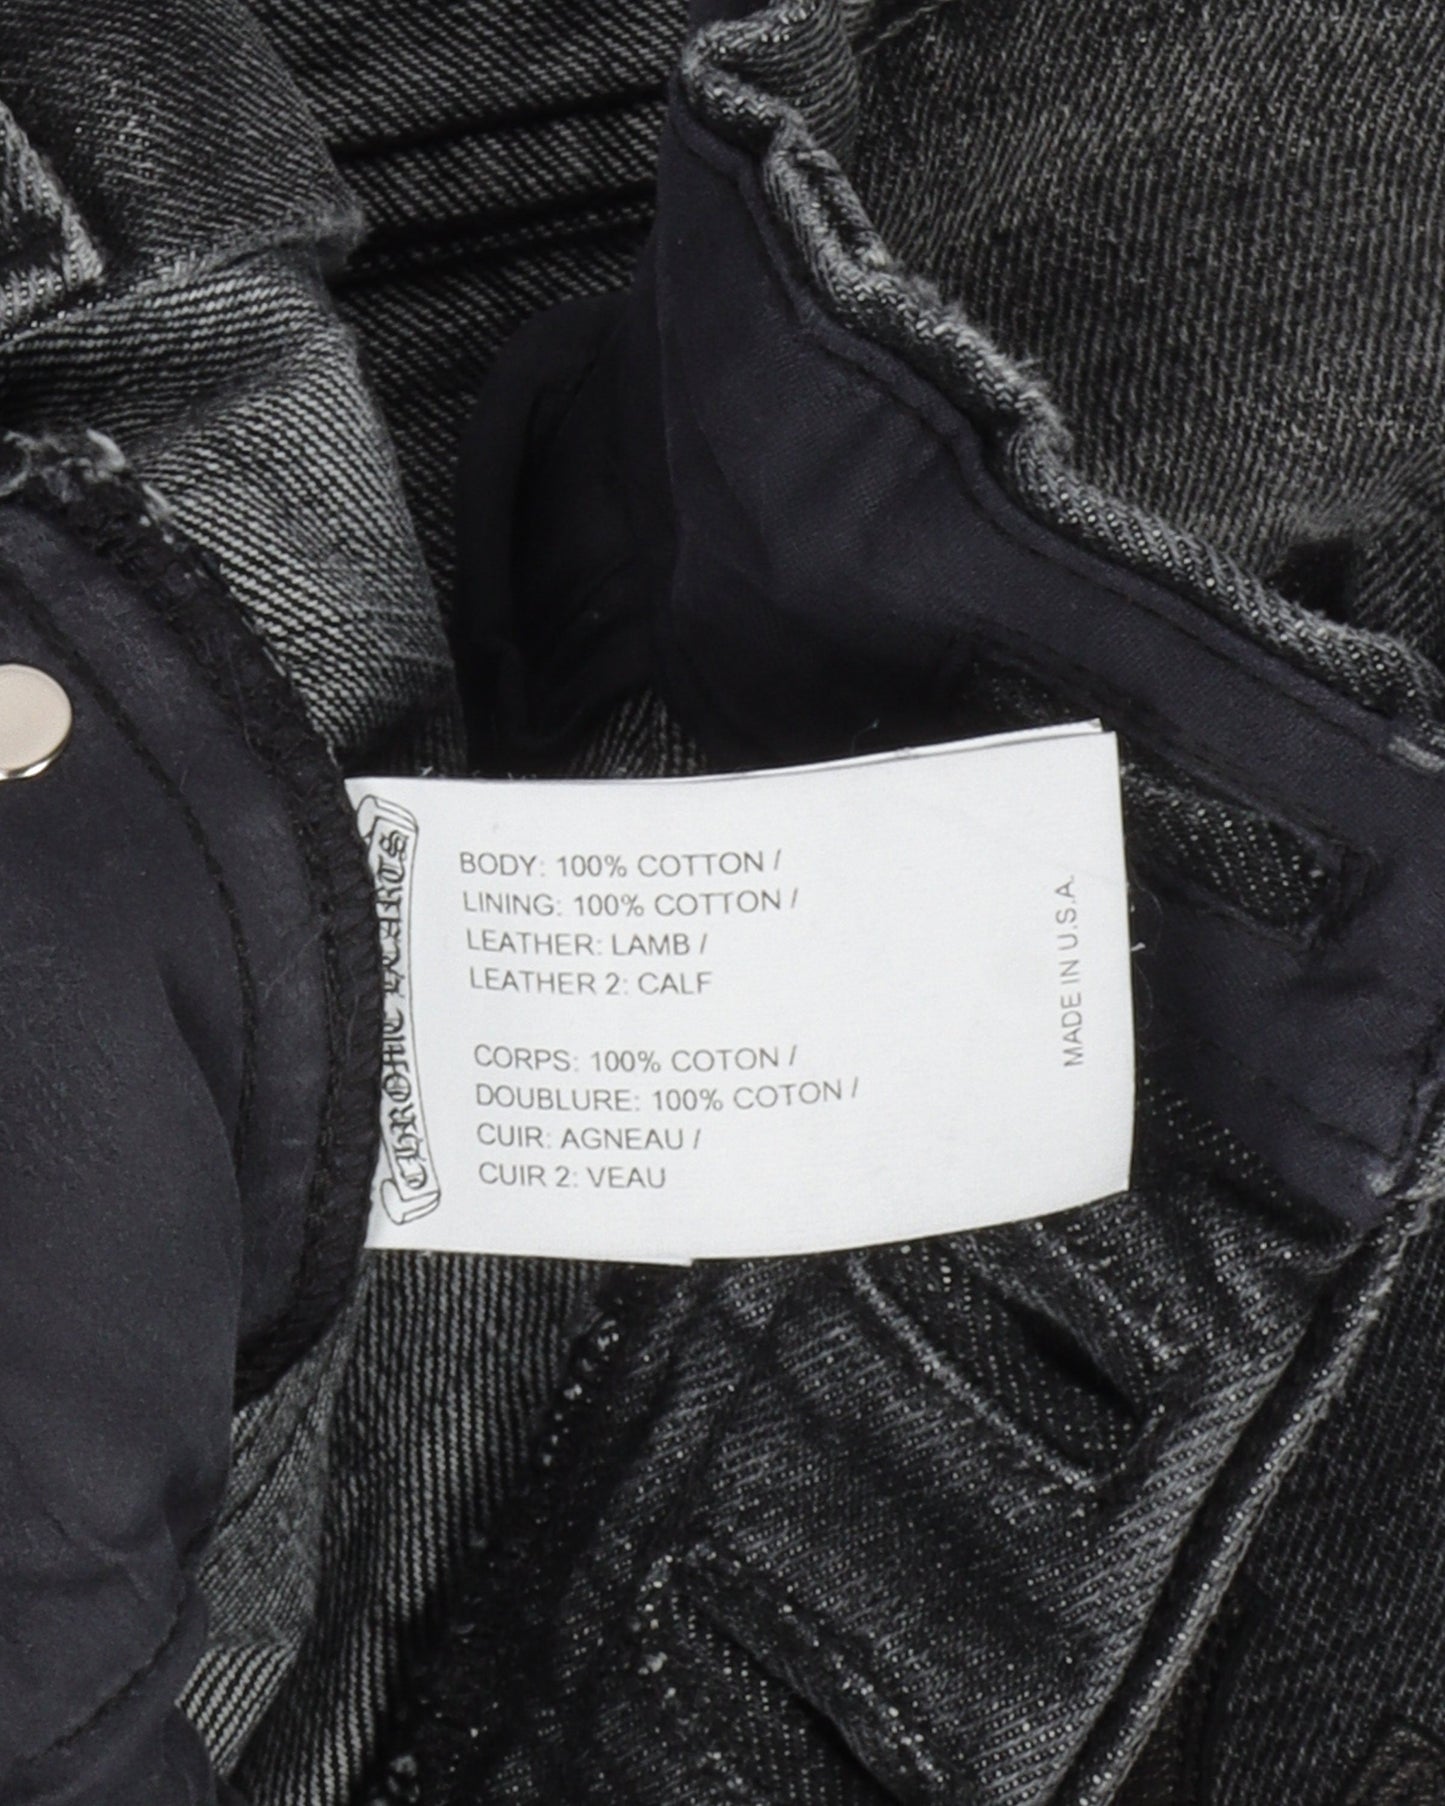 CHROME HEARTS
BODY: 100% COTTON /
LINING: 100% COTTON /
LEATHER: LAMB /
LEATHER 2: CALF
CORPS: 100% COTON /
DOUBLURE: 100% COTON /
CUIR: AGNEAU /
CUIR 2: VEAU
MADE IN U.S.A.